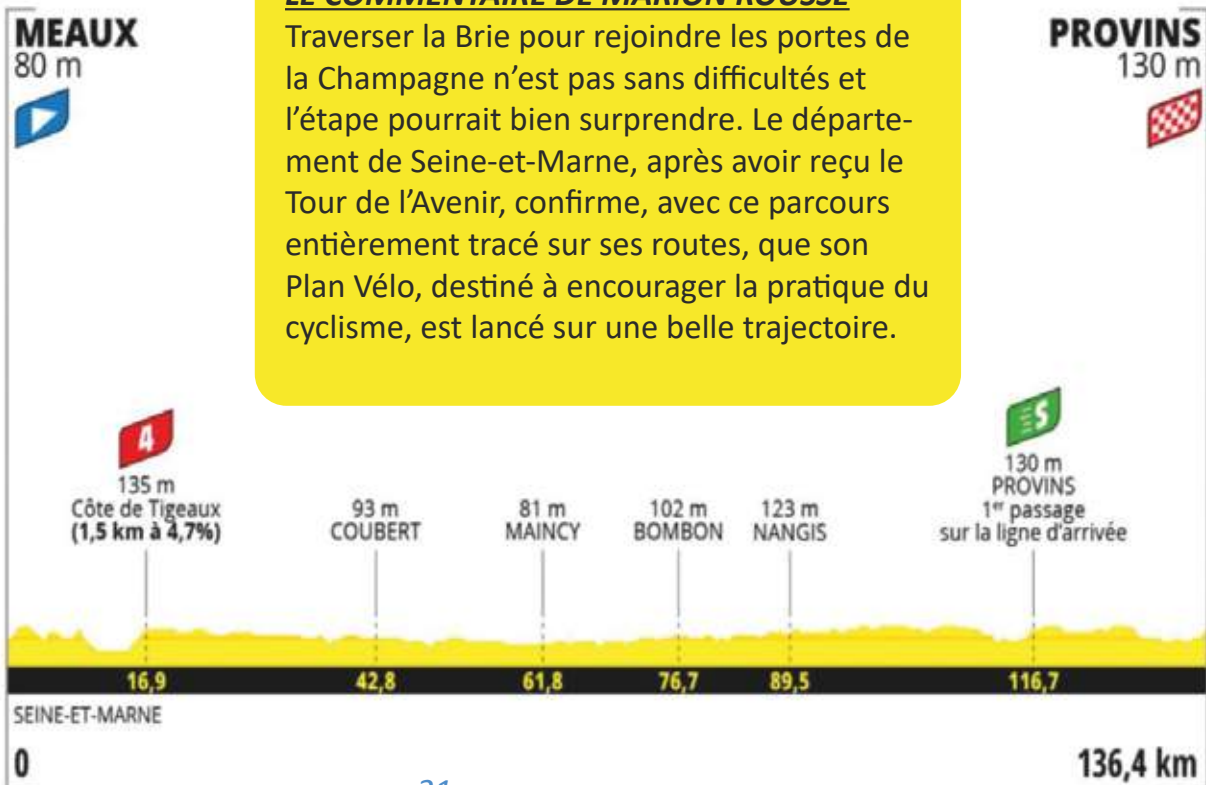 LE COMMENTAIRE DE MARION ROUSSE
MEAUX
80 m
PROVINS
130 m
Traverser la Brie pour rejoindre les portes de
la Champagne n’est pas sans difficultés et
l’étape pourrait bien surprendre. Le départe-
ment de Seine-et-Marne, après avoir reçu le
Tour de l’Avenir, confirme, avec ce parcours
entièrement tracé sur ses routes, que son
Plan Vélo, destiné à encourager la pratique du
cyclisme, est lancé sur une belle trajectoire.
4
135 m
Côte de Tigeaux
(1,5 km à 4,7%)
93 m
COUBERT
81 m
MAINCY
102 m
BOMBON
123 m
NANGIS
S
130 m
PROVINS
1er passage
sur la ligne d'arrivée
16,9
42,8
61,8
76,7
89,5
116,7
SEINE-ET-MARNE
0
136,4 km